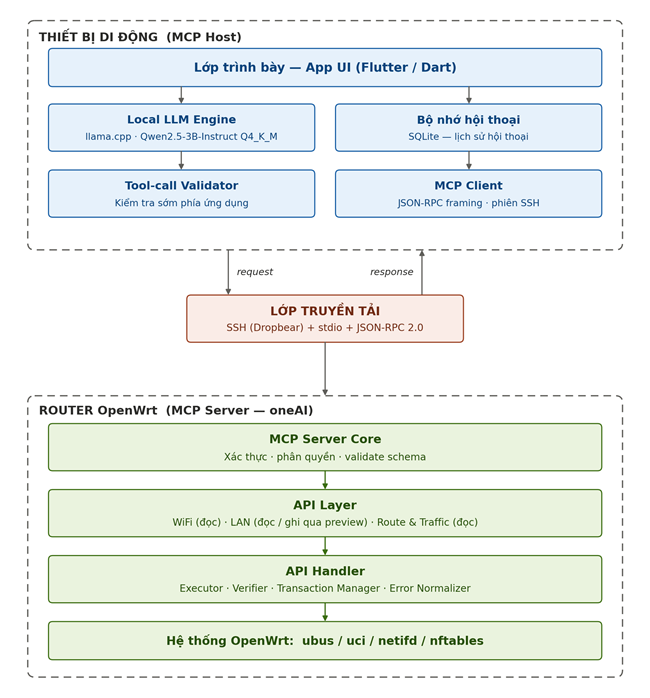 THIẾT BỊ DI ĐỘNG  (MCP Host)
Lớp trình bày — App UI (Flutter / Dart)
Local LLM Engine
llama.cpp · Qwen2.5-3B-Instruct Q4_K_M
Bộ nhớ hội thoại
SQLite — lịch sử hội thoại
Tool-call Validator
Kiểm tra sớm phía ứng dụng
MCP Client
JSON-RPC framing · phiên SSH
request
response
LỚP TRUYỀN TẢI
SSH (Dropbear) + stdio + JSON-RPC 2.0
ROUTER OpenWrt  (MCP Server — oneAI)
MCP Server Core
Xác thực · phân quyền · validate schema
API Layer
WiFi (đọc) · LAN (đọc / ghi qua preview) · Route & Traffic (đọc)
API Handler
Executor · Verifier · Transaction Manager · Error Normalizer
Hệ thống OpenWrt:  ubus / uci / netifd / nftables